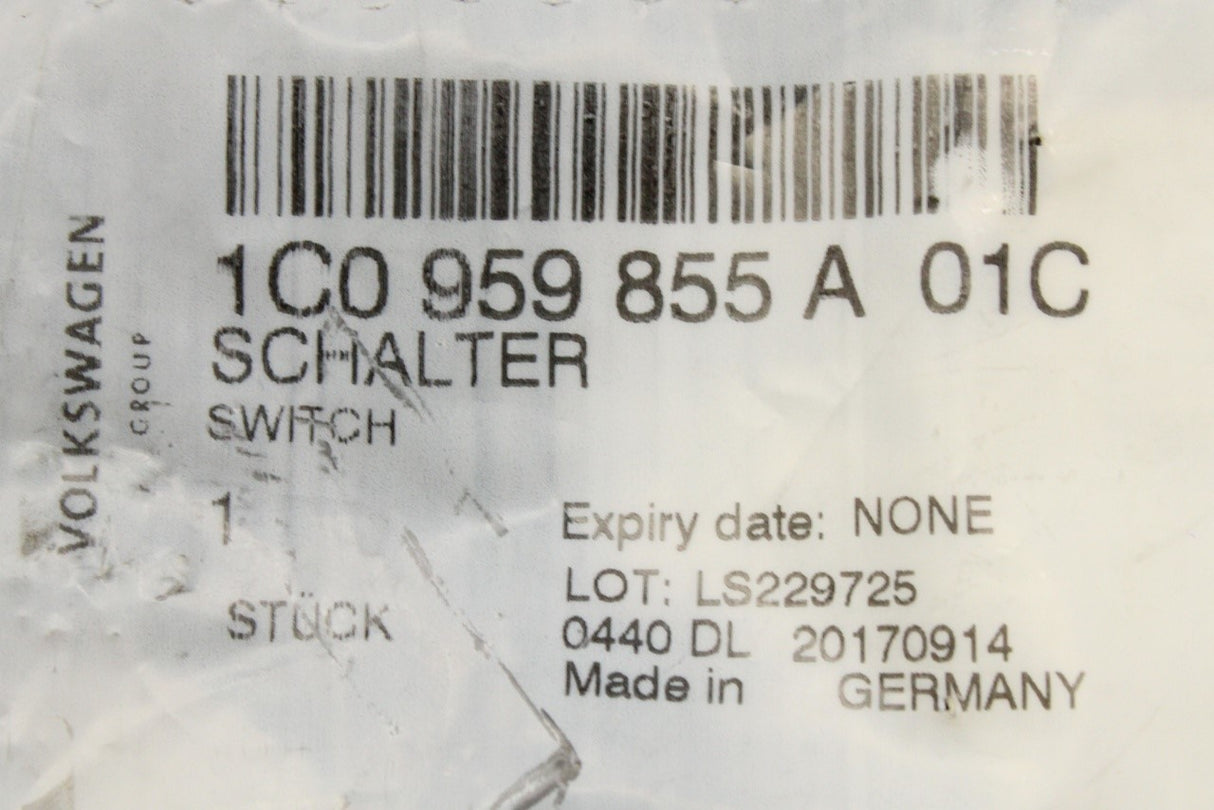 VOLKSWAGEN
GROUP
1C0 959 855 A 01C
SCHALTER
SWITCH
1
STÜCK
Expiry date: NONE
LOT: LS229725
0440 DL 20170914
Made in GERMANY